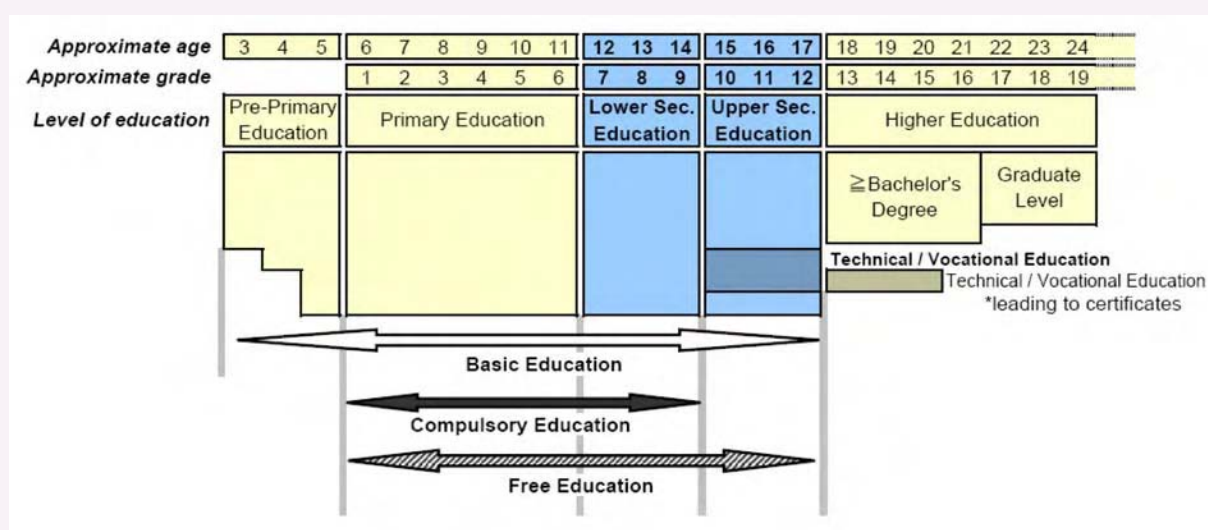 Approximate age 3 4 5 6 7 8 9 10 11 12 13 14 15 16 17 18 19 20 21 22 23 24
Approximate grade 1 2 3 4 5 6 7 8 9 10 11 12 13 14 15 16 17 18 19
Level of education
Pre-Primary
Education
Primary Education
Lower Sec.
Education
Upper Sec.
Education
Higher Education
≧Bachelor's
Degree
Graduate
Level
Technical / Vocational Education
Technical / Vocational Education
*leading to certificates
Basic Education
Compulsory Education
Free Education